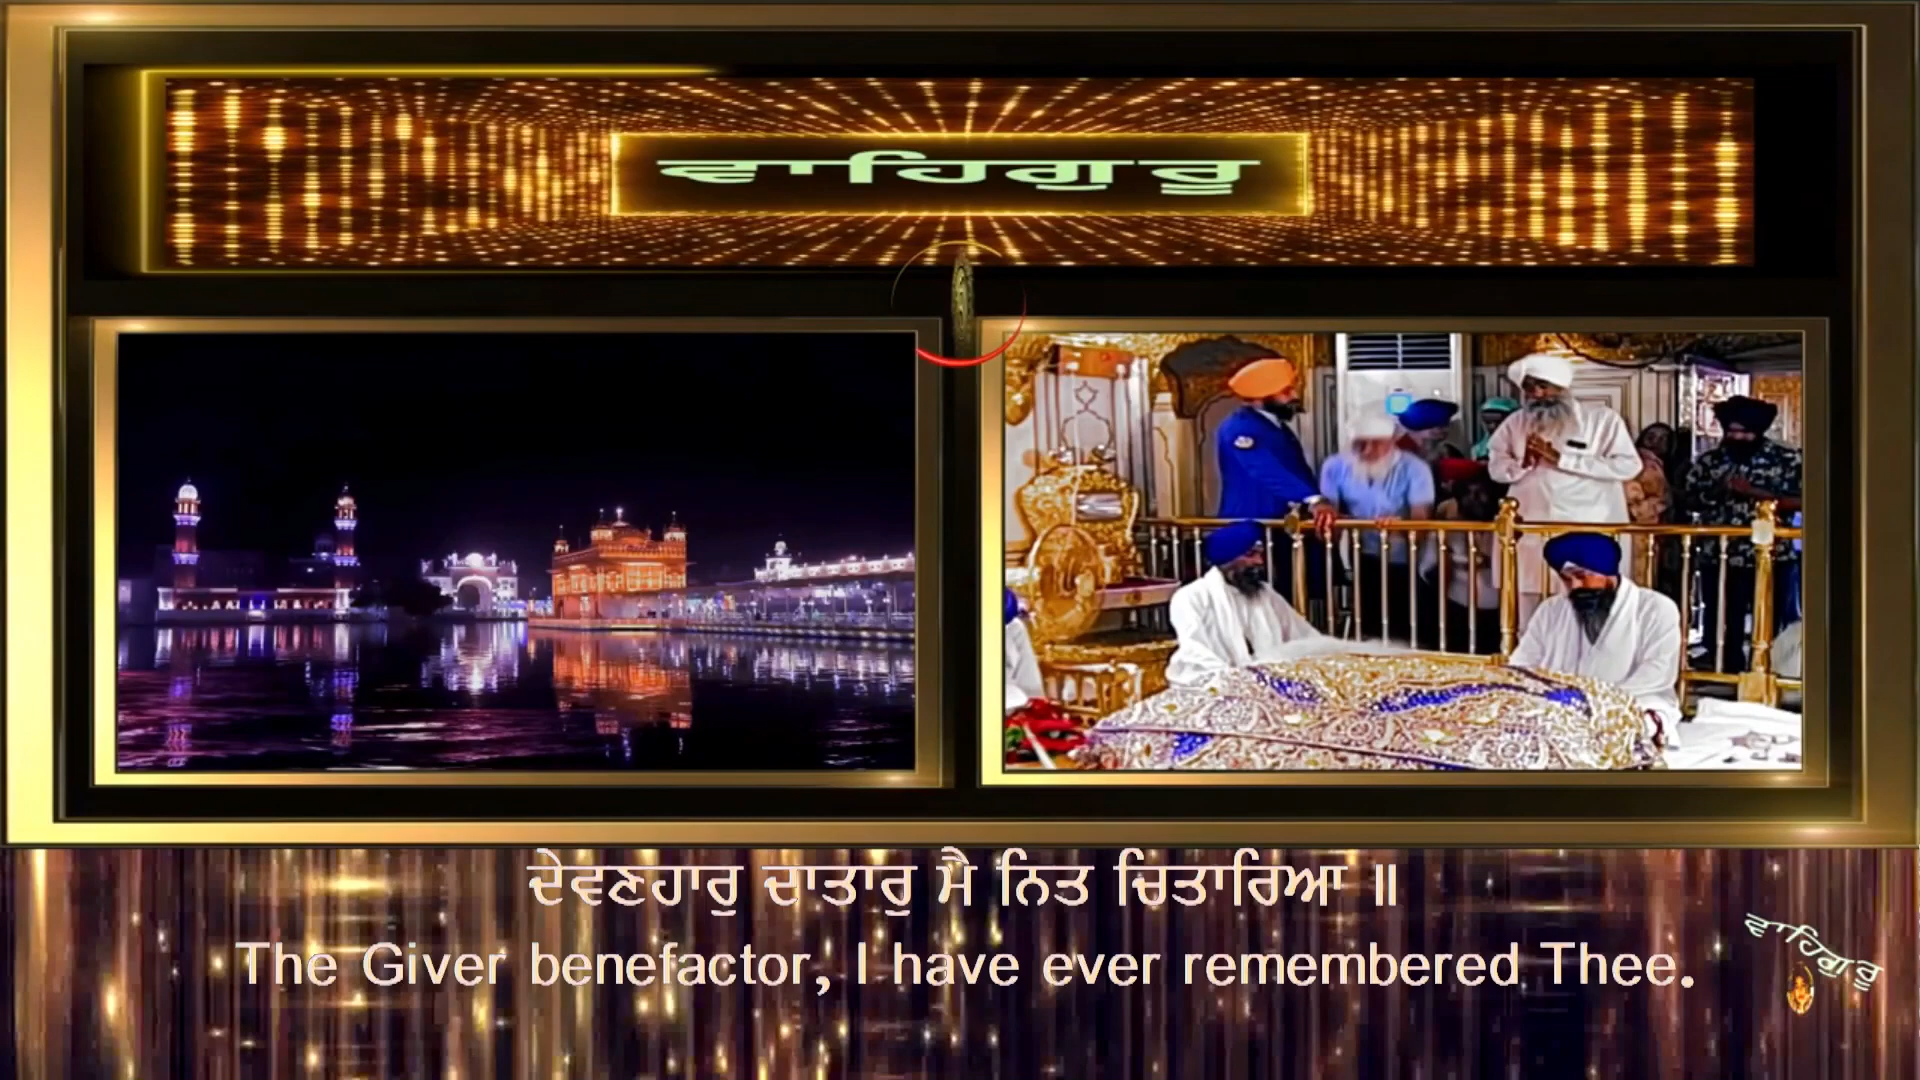 ਵਾਹਿਗੁਰੂ
ਦੇਵਣਹਾਰੁ ਦਾਤਾਰੁ ਮੈ ਨਿਤ ਚਿਤਾਰਿਆ ॥
The Giver benefactor, I have ever remembered Thee.
ਵਾਹਿਗੁਰੂ